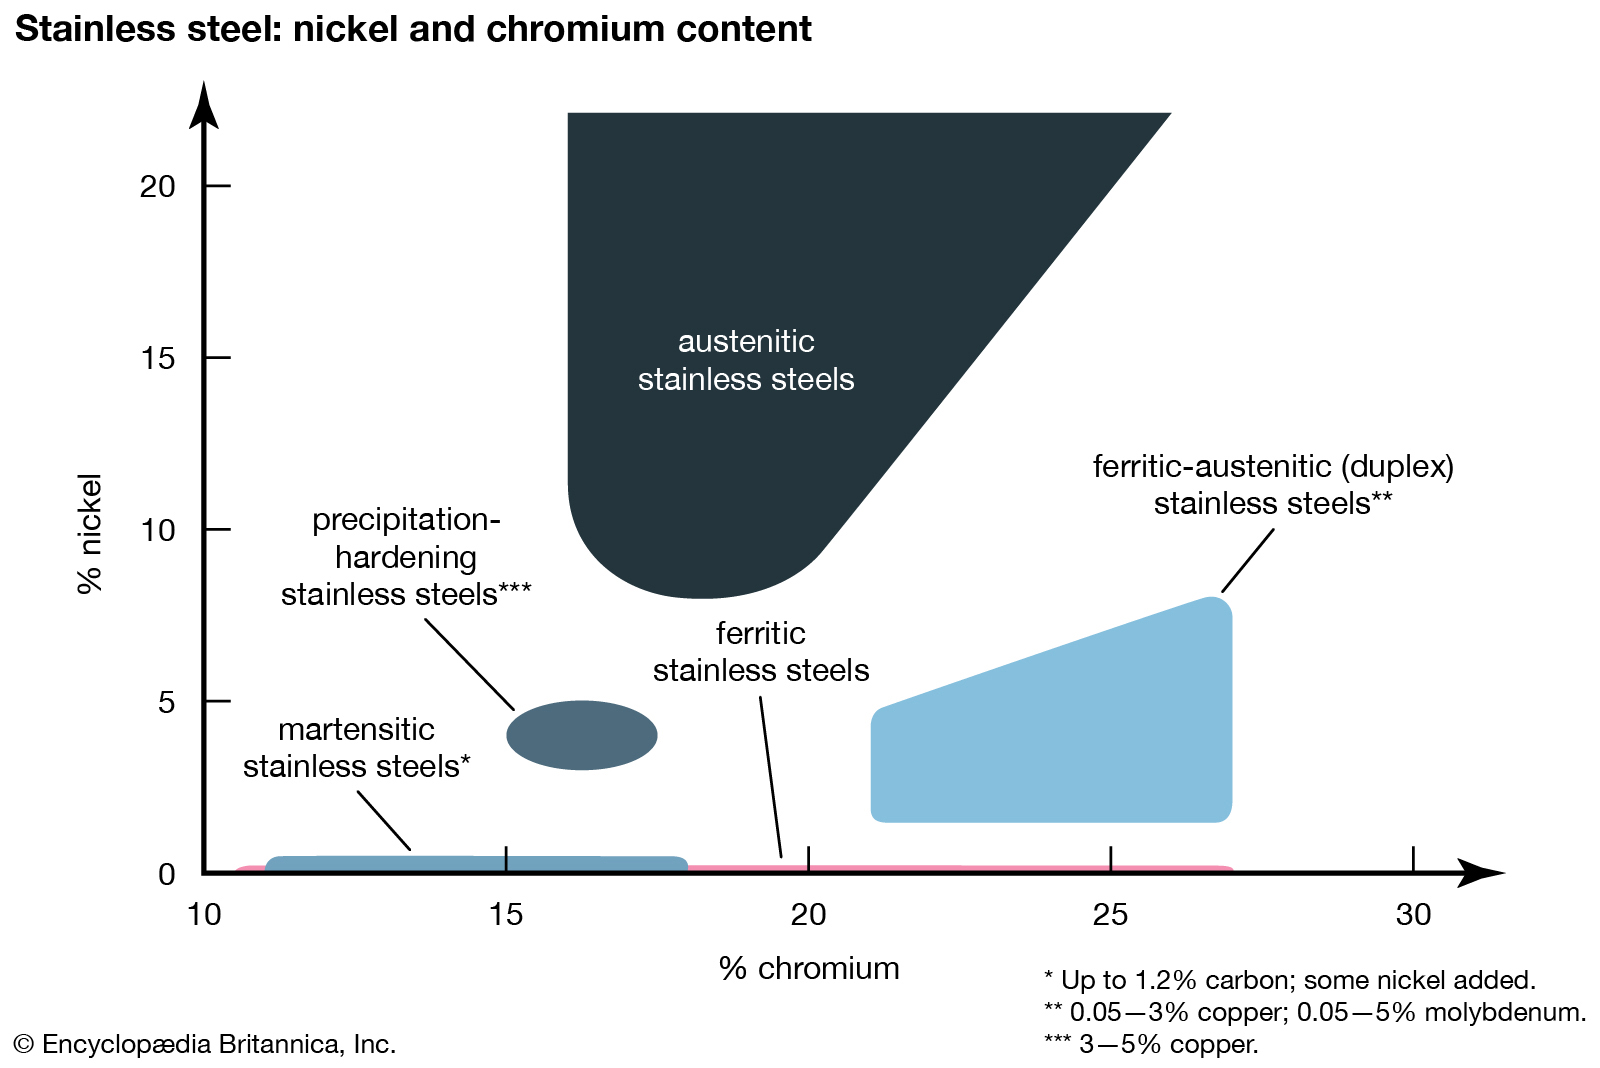 Stainless steel: nickel and chromium content
20
15
10
5
0
% nickel
austenitic
stainless steels
ferritic-austenitic (duplex)
stainless steels**
precipitation-
hardening
stainless steels***
ferritic
stainless steels
martensitic
stainless steels*
10
15
20
25
30
% chromium
* Up to 1.2% carbon; some nickel added.
** 0.05—3% copper; 0.05—5% molybdenum.
*** 3—5% copper.
© Encyclopædia Britannica, Inc.